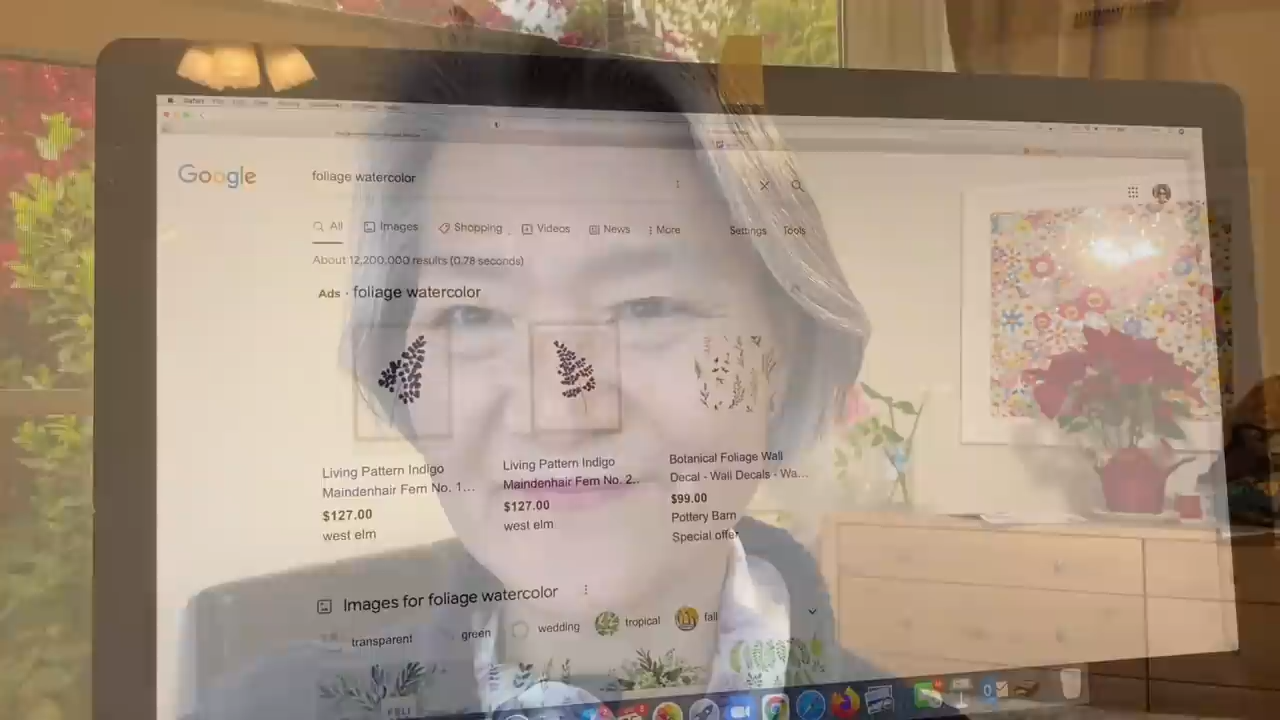 Safari
Google
foliage watercolor
All Images Shopping Videos News More Settings Tools
About 12,200,000 results (0.78 seconds)
Ads · foliage watercolor
Living Pattern Indigo
Maindenhair Fern No. 1...
$127.00
west elm
Living Pattern Indigo
Maindenhair Fern No. 2..
$127.00
west elm
Botanical Foliage Wall
Decal - Wall Decals - Wa...
$99.00
Pottery Barn
Special offer
Images for foliage watercolor
transparent green wedding tropical fall